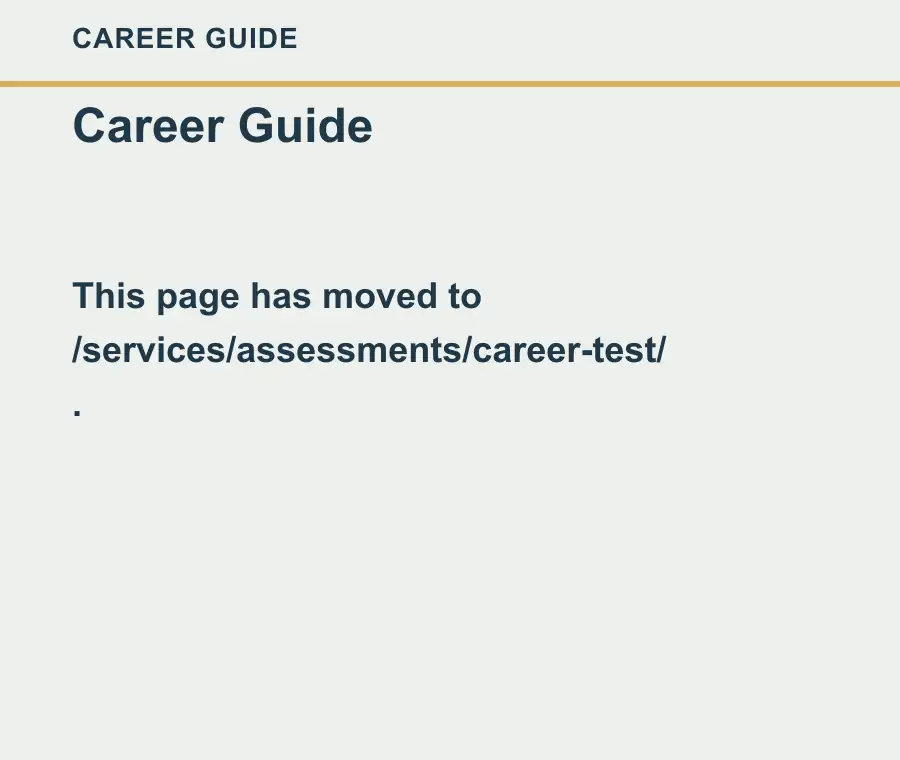 CAREER GUIDE
Career Guide
This page has moved to
/services/assessments/career-test/
.